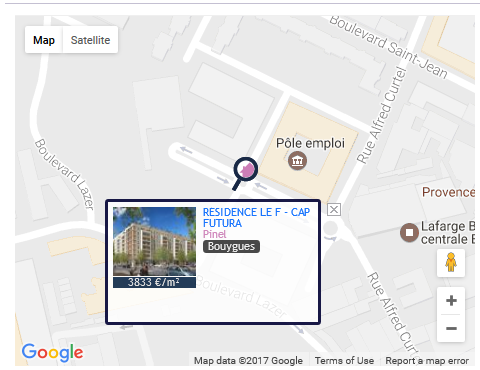 Map
Satellite
Boulevard Saint-Jean
Rue Alfred Curtel
Pôle emploi
Boulevard Lazer
Provence
RESIDENCE LE F - CAP
FUTURA
Pinel
Bouygues
3833 €/m²
Lafarge B
centrale B
Boulevard Lazer
Rue Alfred Curtel
+
−
Google
Map data ©2017 Google
Terms of Use
Report a map error